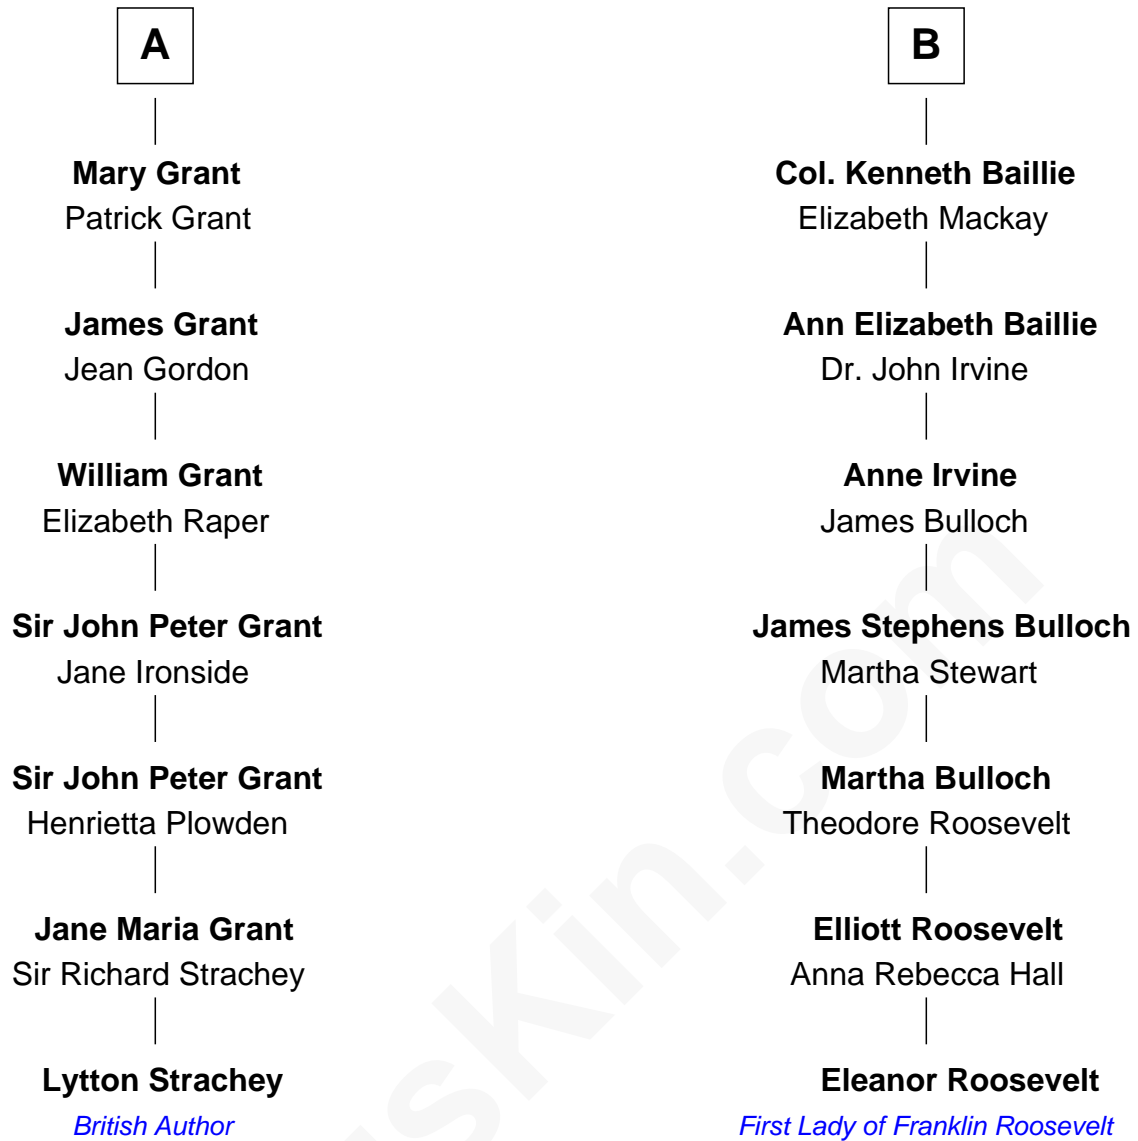 A
Mary Grant
Patrick Grant
James Grant
Jean Gordon
William Grant
Elizabeth Raper
Sir John Peter Grant
Jane Ironside
Sir John Peter Grant
Henrietta Plowden
Jane Maria Grant
Sir Richard Strachey
Lytton Strachey
British Author
B
Col. Kenneth Baillie
Elizabeth Mackay
Ann Elizabeth Baillie
Dr. John Irvine
Anne Irvine
James Bulloch
James Stephens Bulloch
Martha Stewart
Martha Bulloch
Theodore Roosevelt
Elliott Roosevelt
Anna Rebecca Hall
Eleanor Roosevelt
First Lady of Franklin Roosevelt